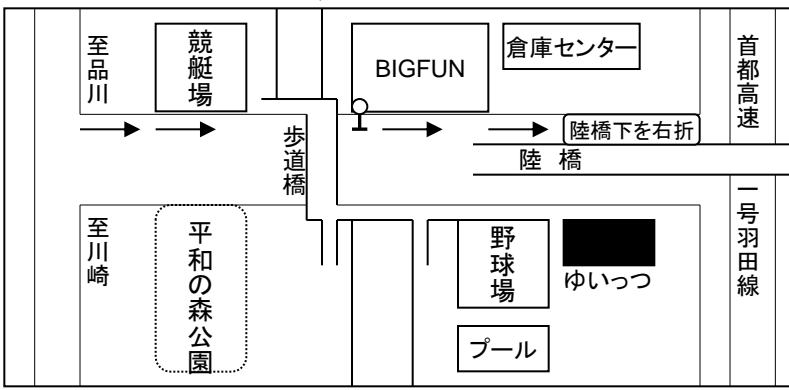 至品川
競艇場
BIGFUN
倉庫センター
首都高速
陸橋下を右折
歩道橋
陸橋
一号羽田線
至川崎
平和の森公園
野球場
ゆいっつ
プール